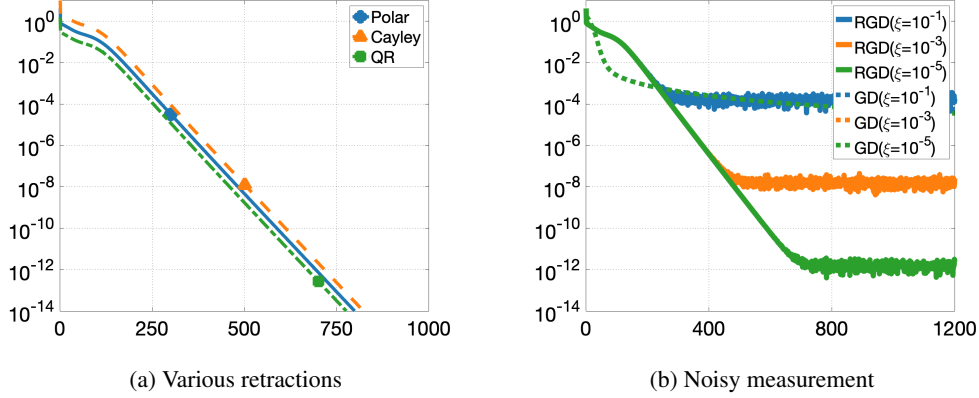 10^0
10^-2
10^-4
10^-6
10^-8
10^-10
10^-12
10^-14
0 250 500 750 1000
Polar
Cayley
QR
(a) Various retractions
10^0
10^-2
10^-4
10^-6
10^-8
10^-10
10^-12
10^-14
0 400 800 1200
RGD(ξ=10^-1)
RGD(ξ=10^-3)
RGD(ξ=10^-5)
GD(ξ=10^-1)
GD(ξ=10^-3)
GD(ξ=10^-5)
(b) Noisy measurement